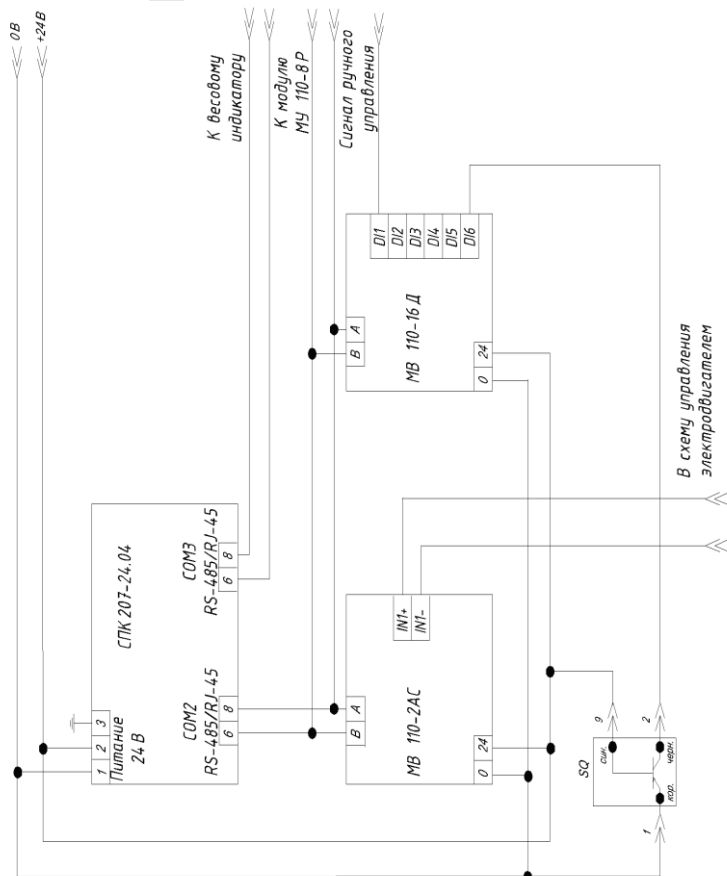 0В
+24В
К весовому
индикатору
К модулю
МУ 110-8 Р
Сигнал ручного
управления
СПК 207-24.04
Питание
24 В
1
2
3
COM2
RS-485/RJ-45
6
8
COM3
RS-485/RJ-45
6
8
МВ 110-2АС
B
A
IN1+
IN1-
0
24
МВ 110-16 Д
B
A
DI1
DI2
DI3
DI4
DI5
DI6
0
24
SQ
син.
кор.
черн.
1
9
2
В схему управления
электродвигателем